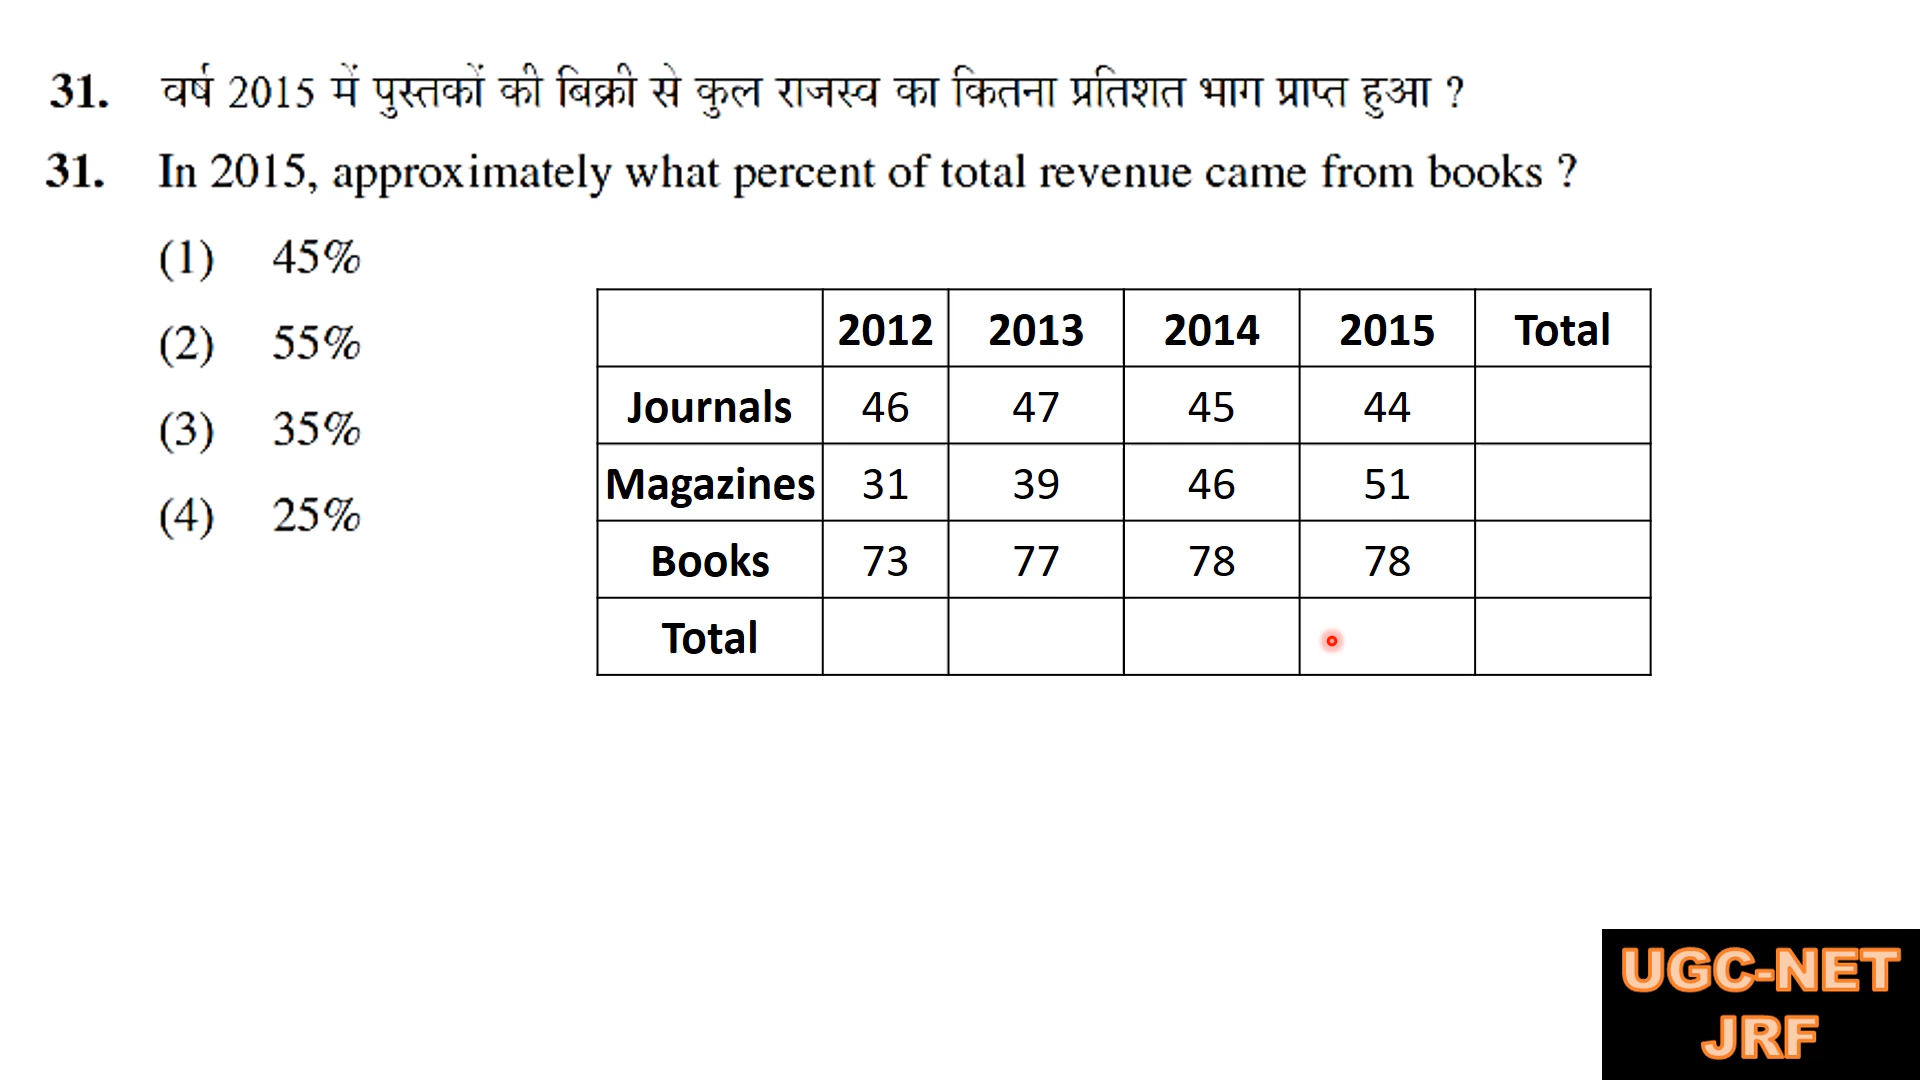 31. वर्ष 2015 में पुस्तकों की बिक्री से कुल राजस्व का कितना प्रतिशत भाग प्राप्त हुआ ?
31. In 2015, approximately what percent of total revenue came from books ?
(1) 45%
(2) 55%
(3) 35%
(4) 25%
2012 2013 2014 2015 Total
Journals 46 47 45 44
Magazines 31 39 46 51
Books 73 77 78 78
Total
UGC-NET
JRF